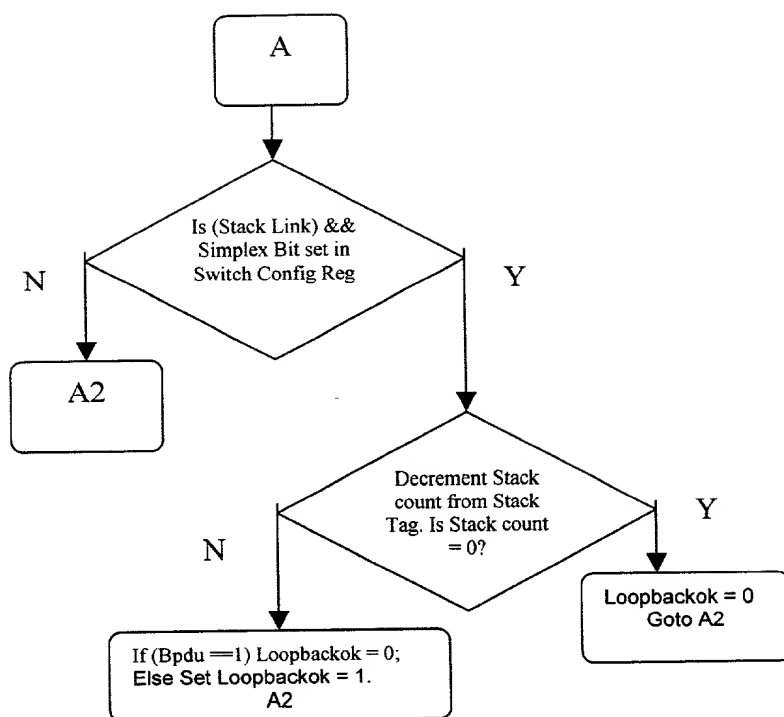 A
Is (Stack Link) &&
Simplex Bit set in
Switch Config Reg
N
Y
A2
Decrement Stack
count from Stack
Tag. Is Stack count
= 0?
N
Y
Loopbackok = 0
Goto A2
If (Bpdu ==1) Loopbackok = 0;
Else Set Loopbackok = 1.
A2